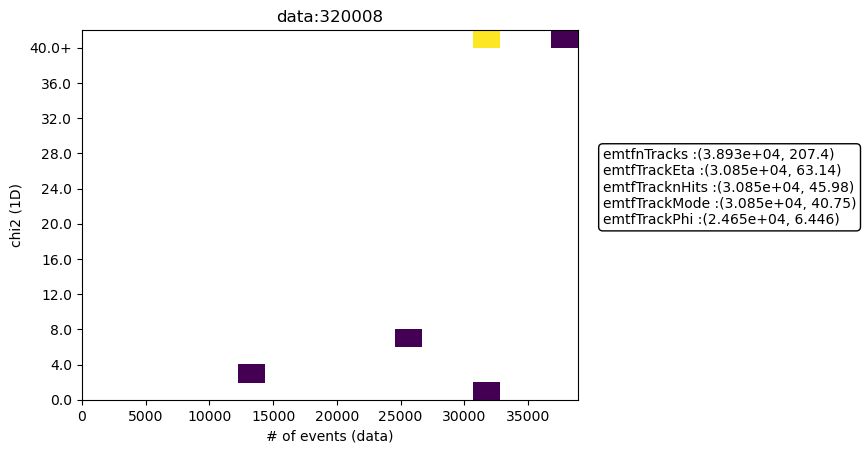 data:320008
chi2 (1D)
40.0+
36.0
32.0
28.0
24.0
20.0
16.0
12.0
8.0
4.0
0.0
0 5000 10000 15000 20000 25000 30000 35000
# of events (data)
emtfnTracks :(3.893e+04, 207.4)
emtfTrackEta :(3.085e+04, 63.14)
emtfTracknHits :(3.085e+04, 45.98)
emtfTrackMode :(3.085e+04, 40.75)
emtfTrackPhi :(2.465e+04, 6.446)